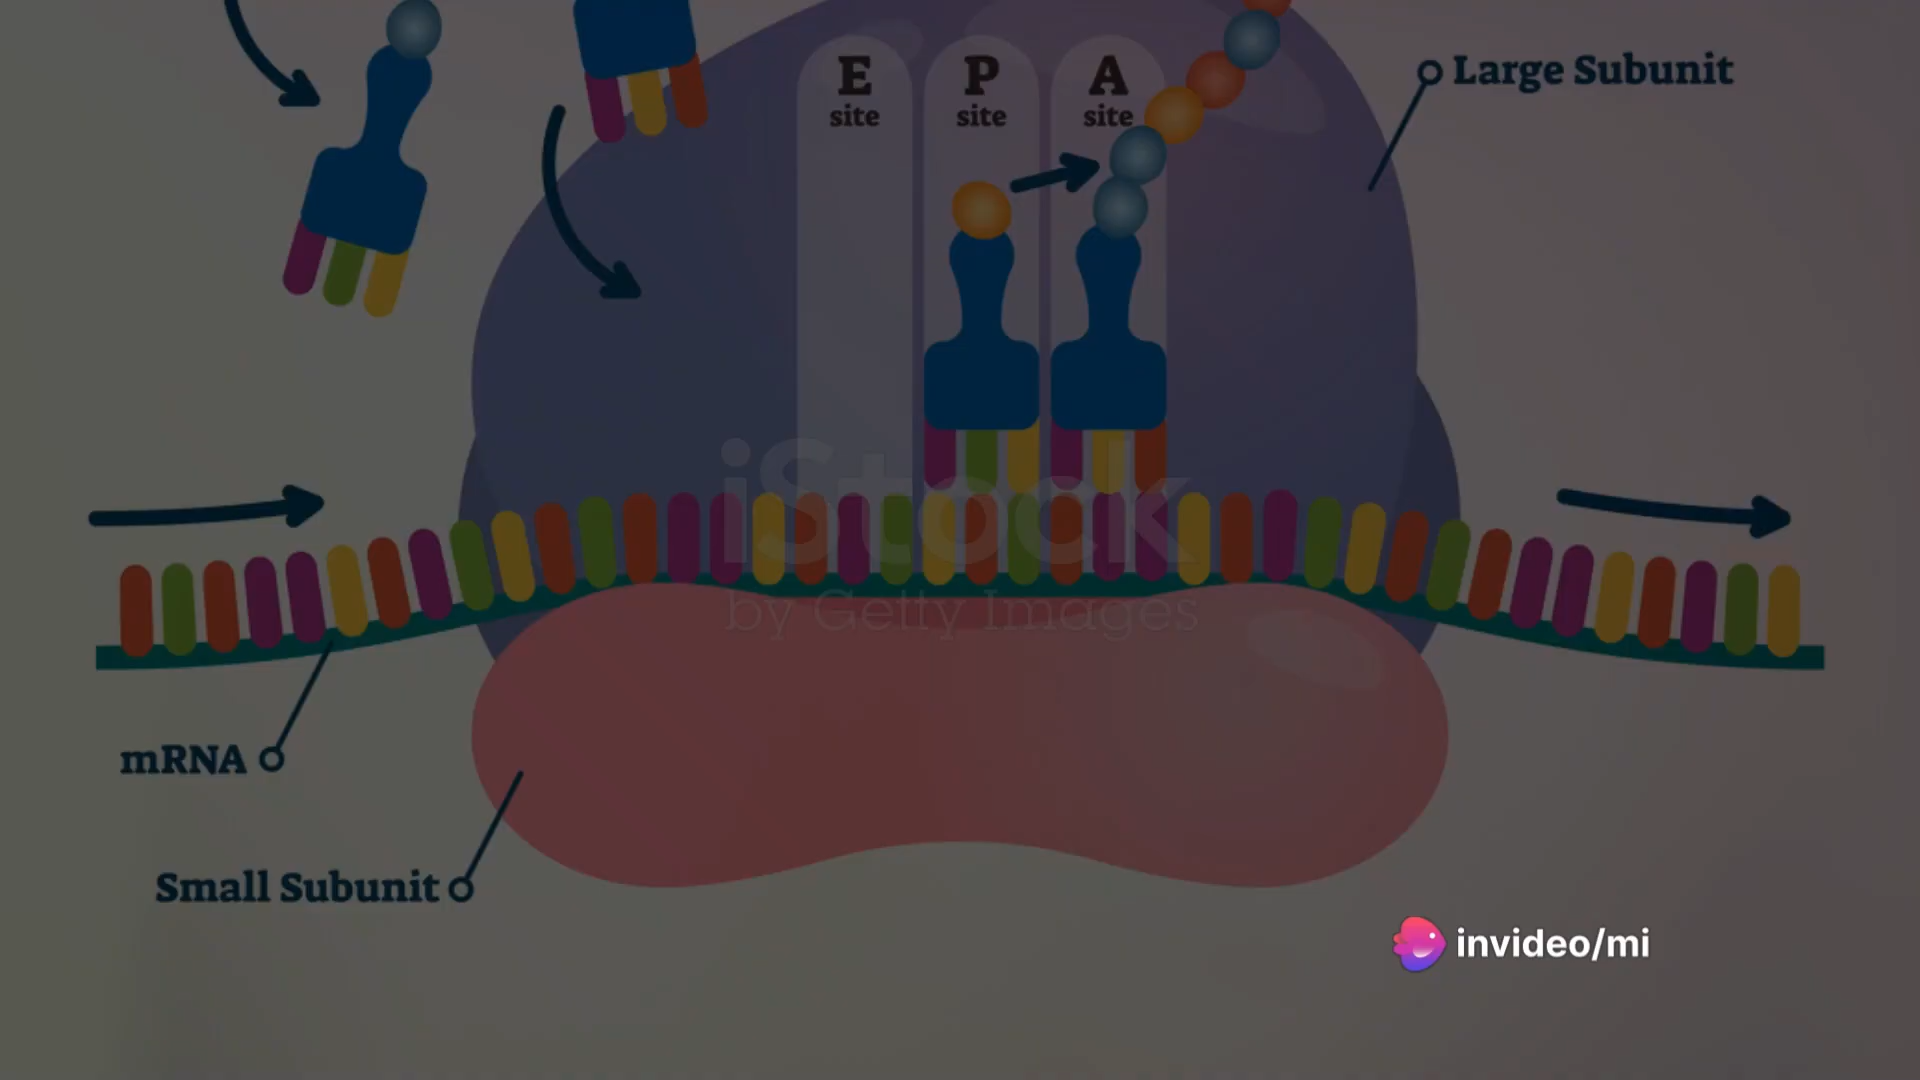 E
site
P
site
A
site
Large Subunit
iStock
by Getty Images
mRNA
Small Subunit
invideo/mi